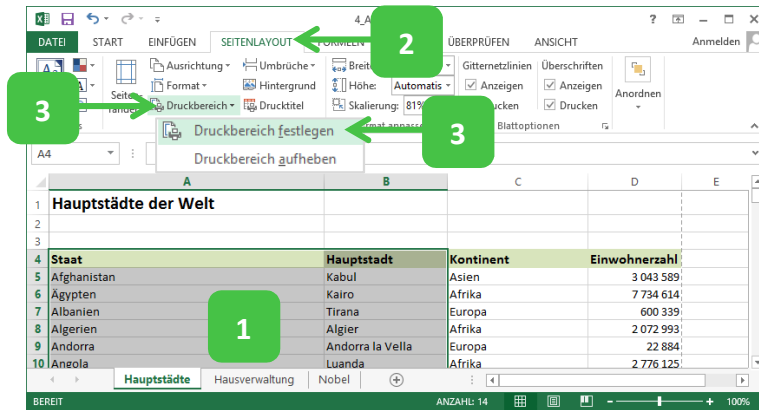 4_A
DATEI START EINFÜGEN SEITENLAYOUT FORMELN 2 ÜBERPRÜFEN ANSICHT Anmelden
Ausrichtung Umbrüche Breite Gitternetzlinien Überschriften
Format Hintergrund Höhe: Automatis Anzeigen Anzeigen Anordnen
3 Druckbereich Drucktitel Skalierung: 81% Drucken
Blattoptionen
Druckbereich festlegen 3
Druckbereich aufheben
A4
A B C D E
1 Hauptstädte der Welt
2
3
4 Staat Hauptstadt Kontinent Einwohnerzahl
5 Afghanistan Kabul Asien 3 043 589
6 Ägypten Kairo Afrika 7 734 614
7 Albanien Tirana Europa 600 339
8 Algerien Algier Afrika 2 072 993
1
9 Andorra Andorra la Vella Europa 22 884
10 Angola Luanda Afrika 2 776 125
Hauptstädte Hausverwaltung Nobel
BEREIT ANZAHL: 14 100%